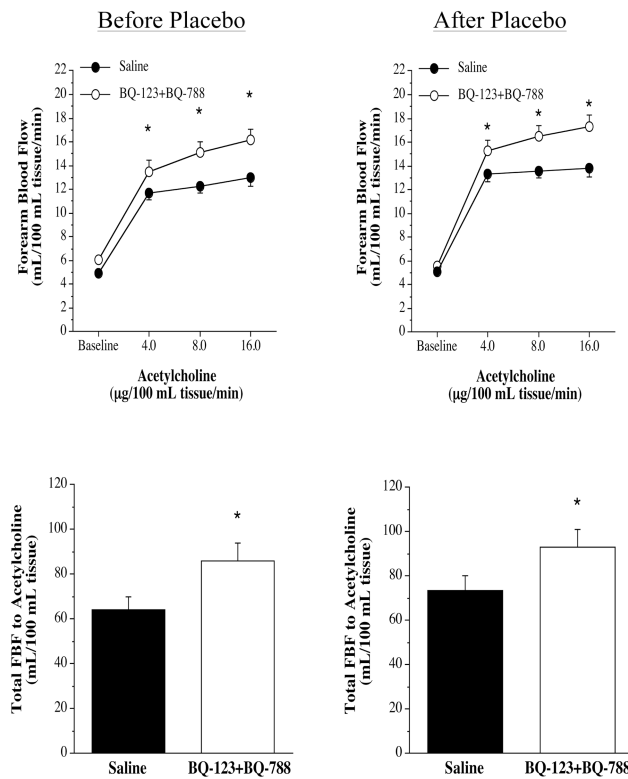 Before Placebo
After Placebo
Saline
BQ-123+BQ-788
Forearm Blood Flow
(mL/100 mL tissue/min)
22
20
18
16
14
12
10
8
6
4
2
0
*
*
*
Baseline
4.0
8.0
16.0
Acetylcholine
(µg/100 mL tissue/min)
Saline
BQ-123+BQ-788
Forearm Blood Flow
(mL/100 mL tissue/min)
22
20
18
16
14
12
10
8
6
4
2
0
*
*
*
Baseline
4.0
8.0
16.0
Acetylcholine
(µg/100 mL tissue/min)
Total FBF to Acetylcholine
(mL/100 mL tissue)
120
100
80
60
40
20
0
*
Saline
BQ-123+BQ-788
Total FBF to Acetylcholine
(mL/100 mL tissue)
120
100
80
60
40
20
0
*
Saline
BQ-123+BQ-788